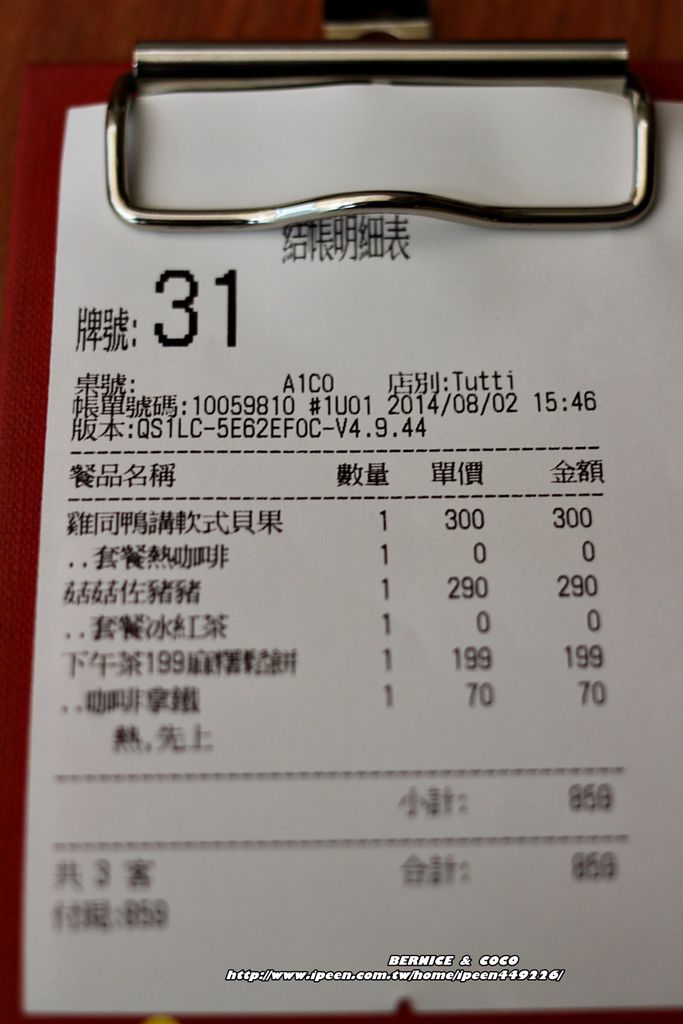 結帳明細表
牌號: 31
桌號: A1C0 店別:Tutti
帳單號碼:10059810 #1U01 2014/08/02 15:46
版本:QS1LC-5E62EF0C-V4.9.44
餐品名稱 數量 單價 金額
雞同鴨講軟式貝果 1 300 300
..套餐熱咖啡 1 0 0
菇菇佐豬豬 1 290 290
..套餐冰紅茶 1 0 0
下午茶199麻糬鬆餅 1 199 199
..咖啡拿鐵 1 70 70
熱,先上
小計: 859
共 3 客 合計: 859
付現:859
BERNICE & COCO
http://www.ipeen.com.tw/home/ipeen449226/